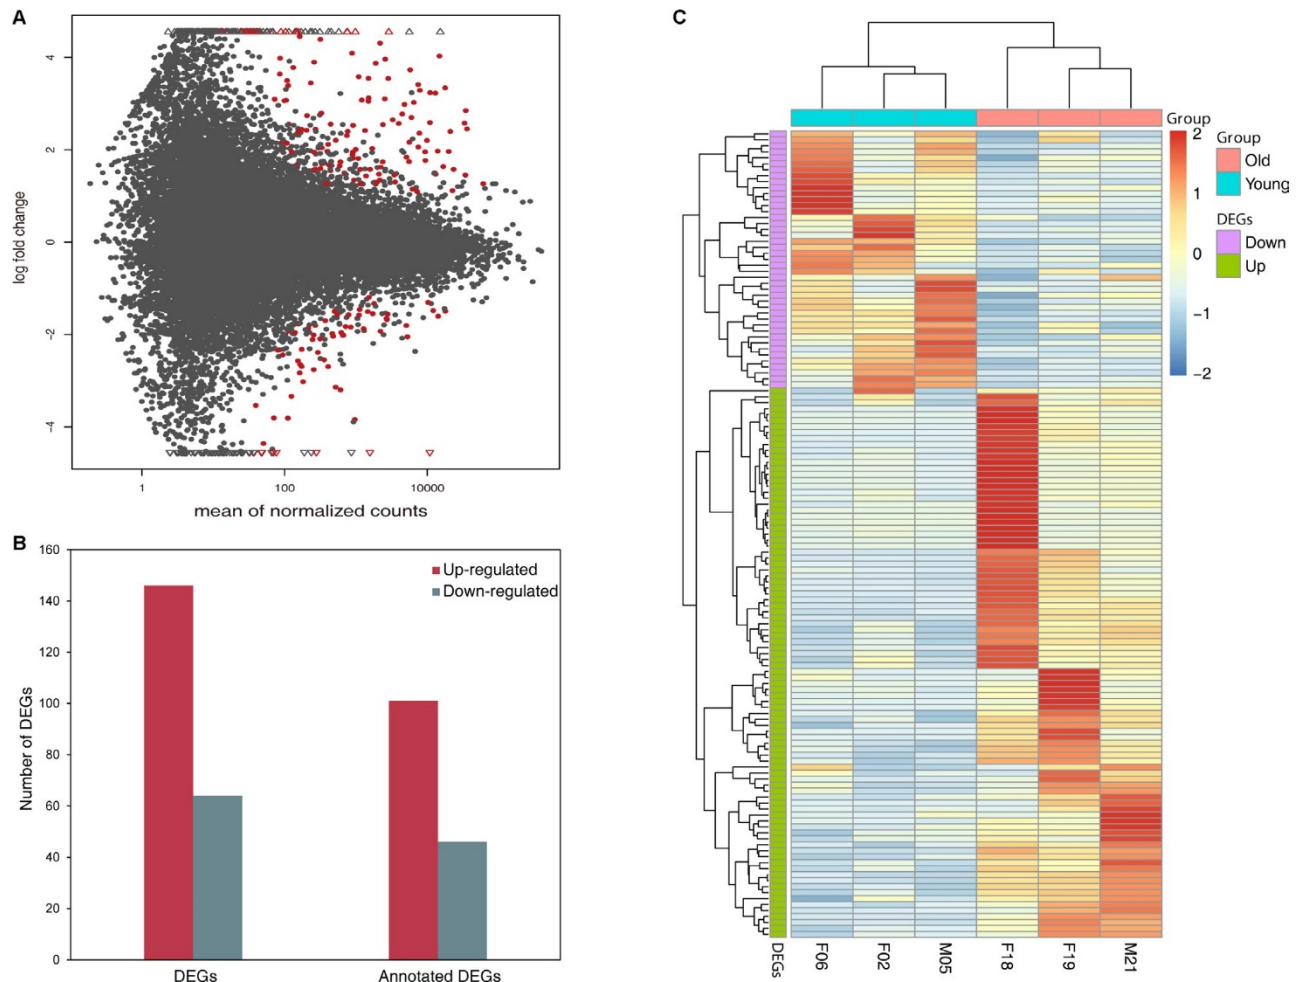 A
4
2
0
-2
-4
log fold change
1
100
10000
mean of normalized counts
B
160
140
120
100
80
60
40
20
0
Number of DEGs
Up-regulated
Down-regulated
DEGs
Annotated DEGs
C
Group
2
1
0
−1
−2
Group
Old
Young
DEGs
Down
Up
DEGs
F06
F02
M05
F18
F19
M21